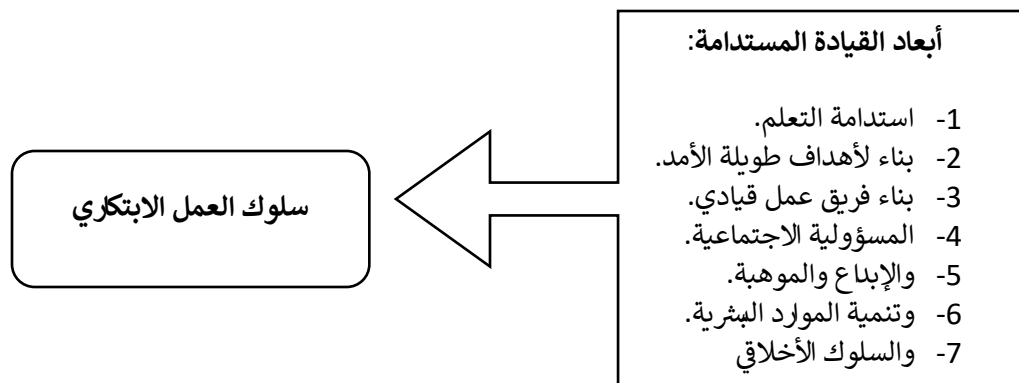 أبعاد القيادة المستدامة:
1- استدامة التعلم.
2- بناء لأهداف طويلة الأمد.
3- بناء فريق عمل قيادي.
4- المسؤولية الاجتماعية.
5- والإبداع والموهبة.
6- وتنمية الموارد البشرية.
7- والسلوك الأخلاقي
سلوك العمل الابتكاري